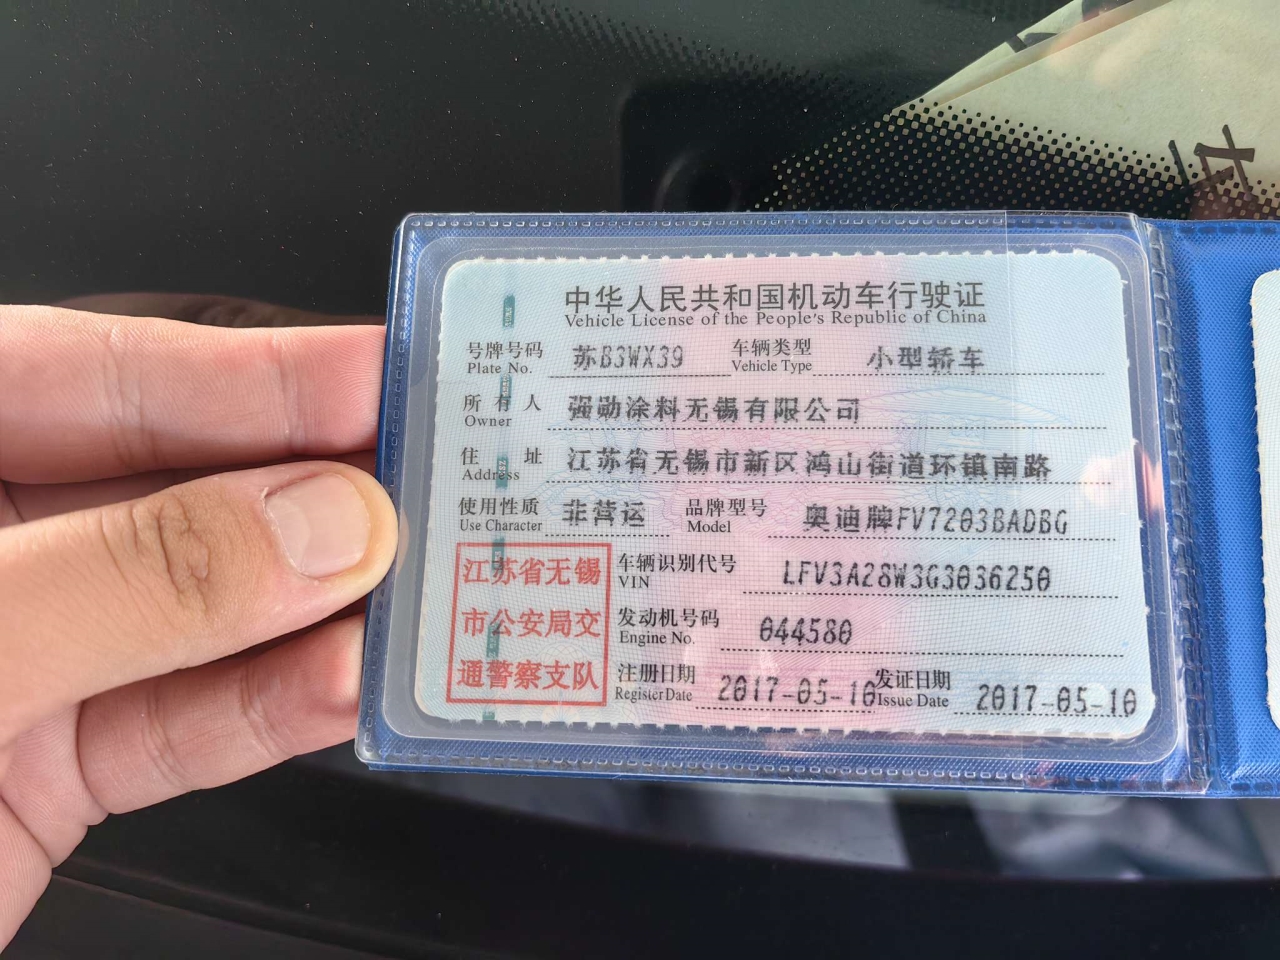 中华人民共和国机动车行驶证
Vehicle License of the People's Republic of China
号牌号码 苏B3WX39 车辆类型 小型轿车
Plate No. Vehicle Type
所有人 强勋涂料无锡有限公司
Owner
住址 江苏省无锡市新区鸿山街道环镇南路
Address
使用性质 非营运 品牌型号 奥迪牌FV7203BADBG
Use Character Model
江苏省无锡
市公安局交
通警察支队
车辆识别代号 LFV3A28W3G3036250
VIN
发动机号码 044580
Engine No.
注册日期 2017-05-10 发证日期 2017-05-10
Register Date Issue Date